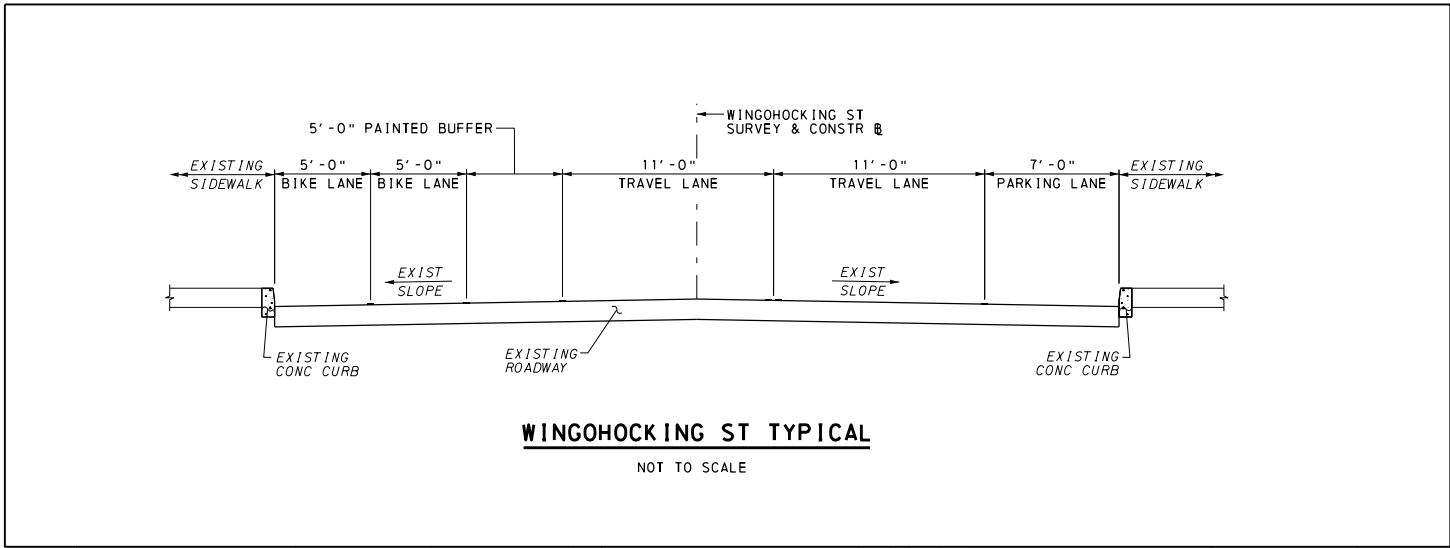 WINGOHOCKING ST
SURVEY & CONSTR ℄
5'-0" PAINTED BUFFER
EXISTING
SIDEWALK
5'-0"
BIKE LANE
5'-0"
BIKE LANE
11'-0"
TRAVEL LANE
11'-0"
TRAVEL LANE
7'-0"
PARKING LANE
EXISTING
SIDEWALK
EXIST
SLOPE
EXIST
SLOPE
EXISTING
CONC CURB
EXISTING
ROADWAY
EXISTING
CONC CURB
WINGOHOCKING ST TYPICAL
NOT TO SCALE